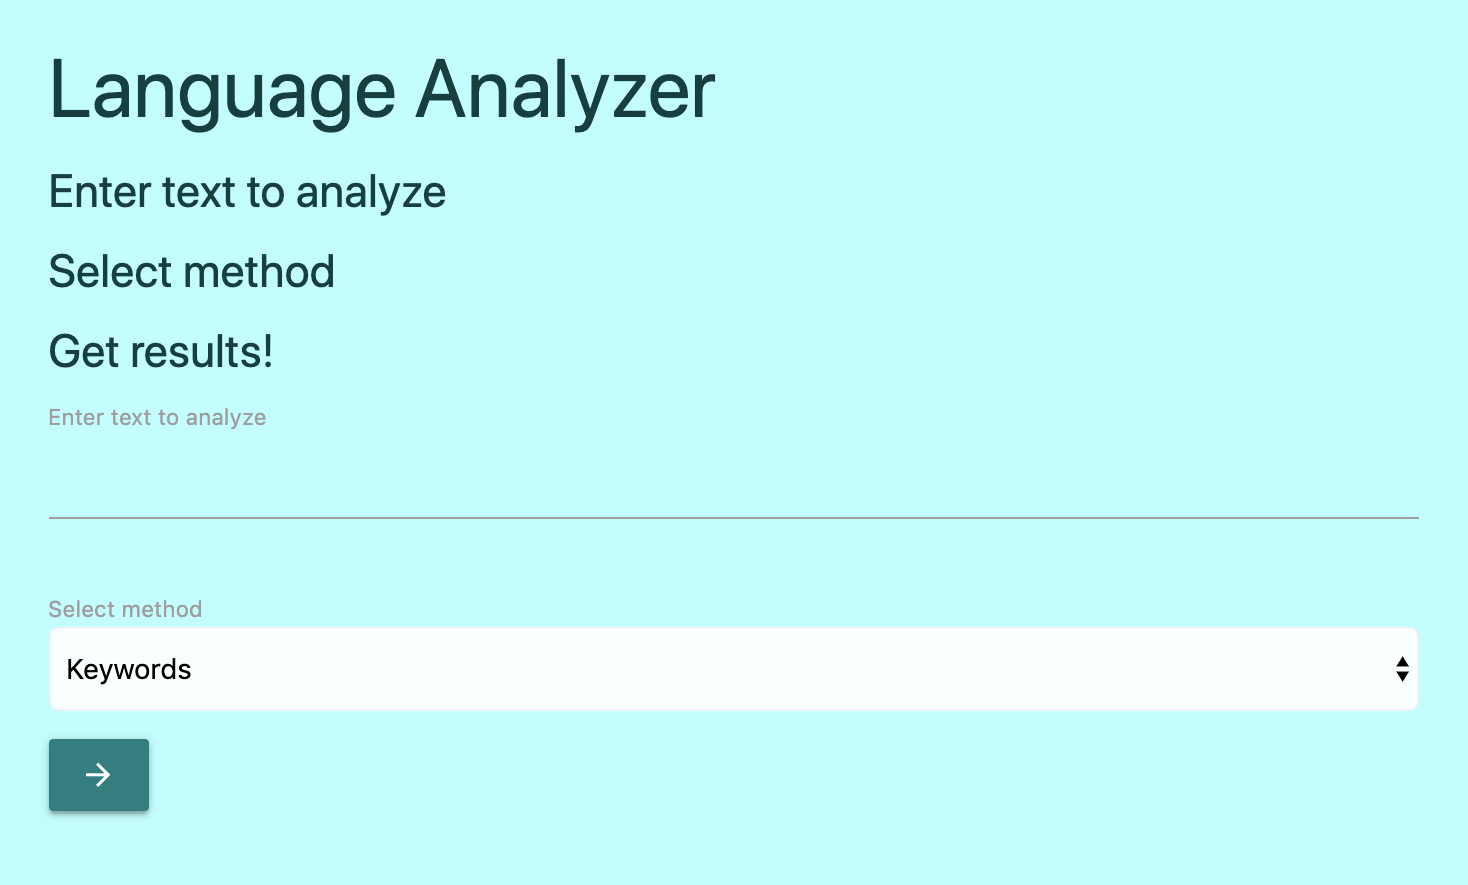 Language Analyzer
Enter text to analyze
Select method
Get results!
Enter text to analyze
Select method
Keywords